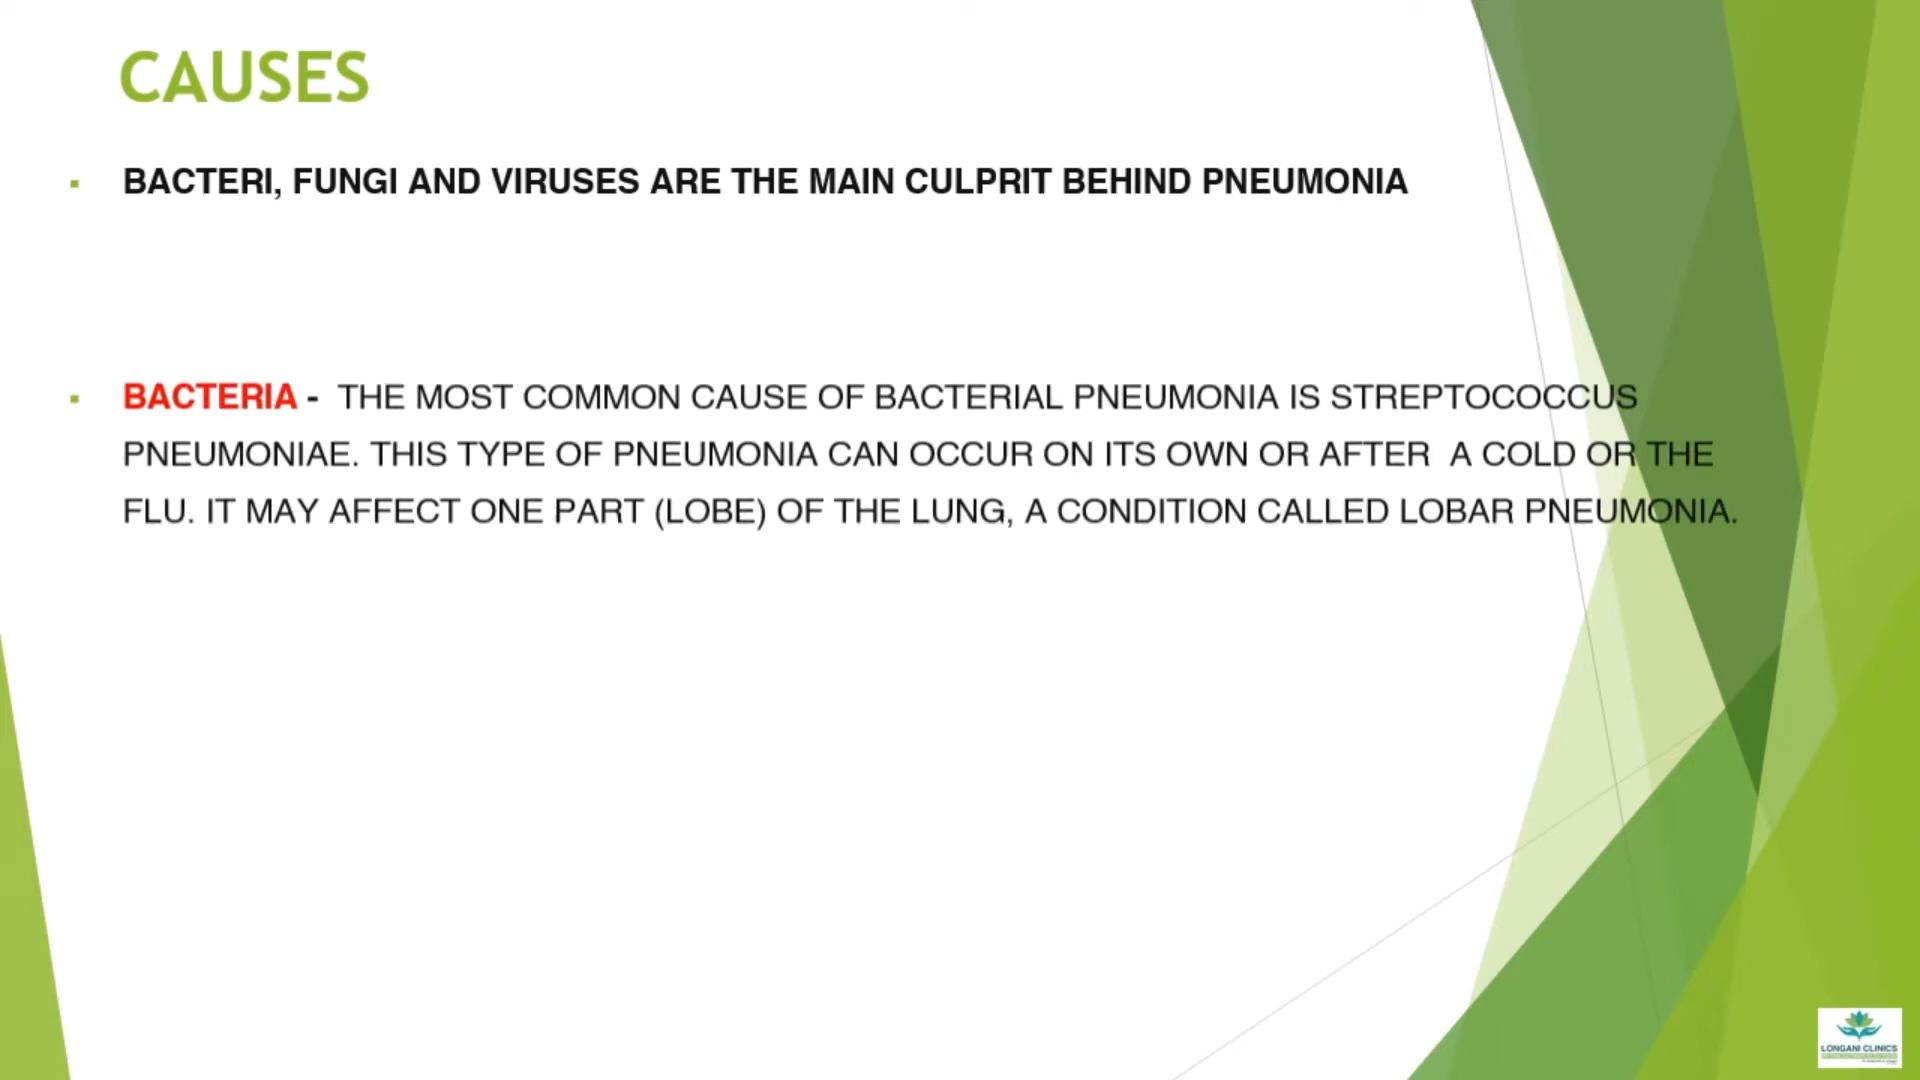 CAUSES
▪ BACTERI, FUNGI AND VIRUSES ARE THE MAIN CULPRIT BEHIND PNEUMONIA
▪ BACTERIA - THE MOST COMMON CAUSE OF BACTERIAL PNEUMONIA IS STREPTOCOCCUS
PNEUMONIAE. THIS TYPE OF PNEUMONIA CAN OCCUR ON ITS OWN OR AFTER A COLD OR THE
FLU. IT MAY AFFECT ONE PART (LOBE) OF THE LUNG, A CONDITION CALLED LOBAR PNEUMONIA.
LONGANI CLINICS